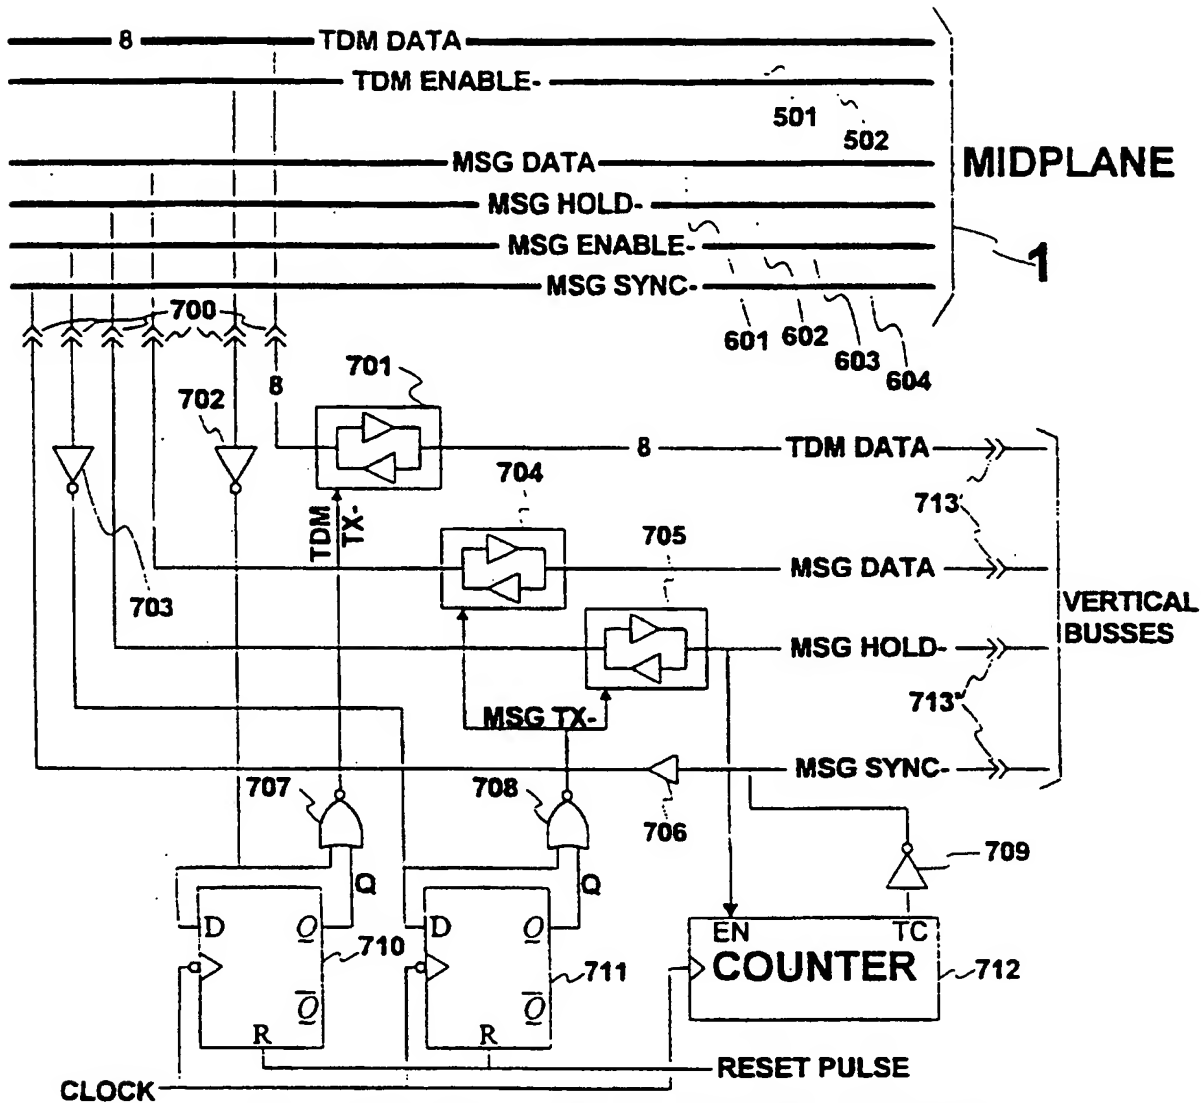 8 TDM DATA
TDM ENABLE-
501
502
MSG DATA
MIDPLANE
MSG HOLD-
MSG ENABLE-
1
MSG SYNC-
700
601
602
603
604
701
8
702
8
TDM DATA
704
TDM
TX-
713'
705
MSG DATA
703
VERTICAL
BUSSES
MSG HOLD-
MSG TX-
713"
MSG SYNC-
707
708
706
709
Q
Q
D
Q
710
D
Q
711
EN
TC
COUNTER
712
Q
Q
R
R
RESET PULSE
CLOCK